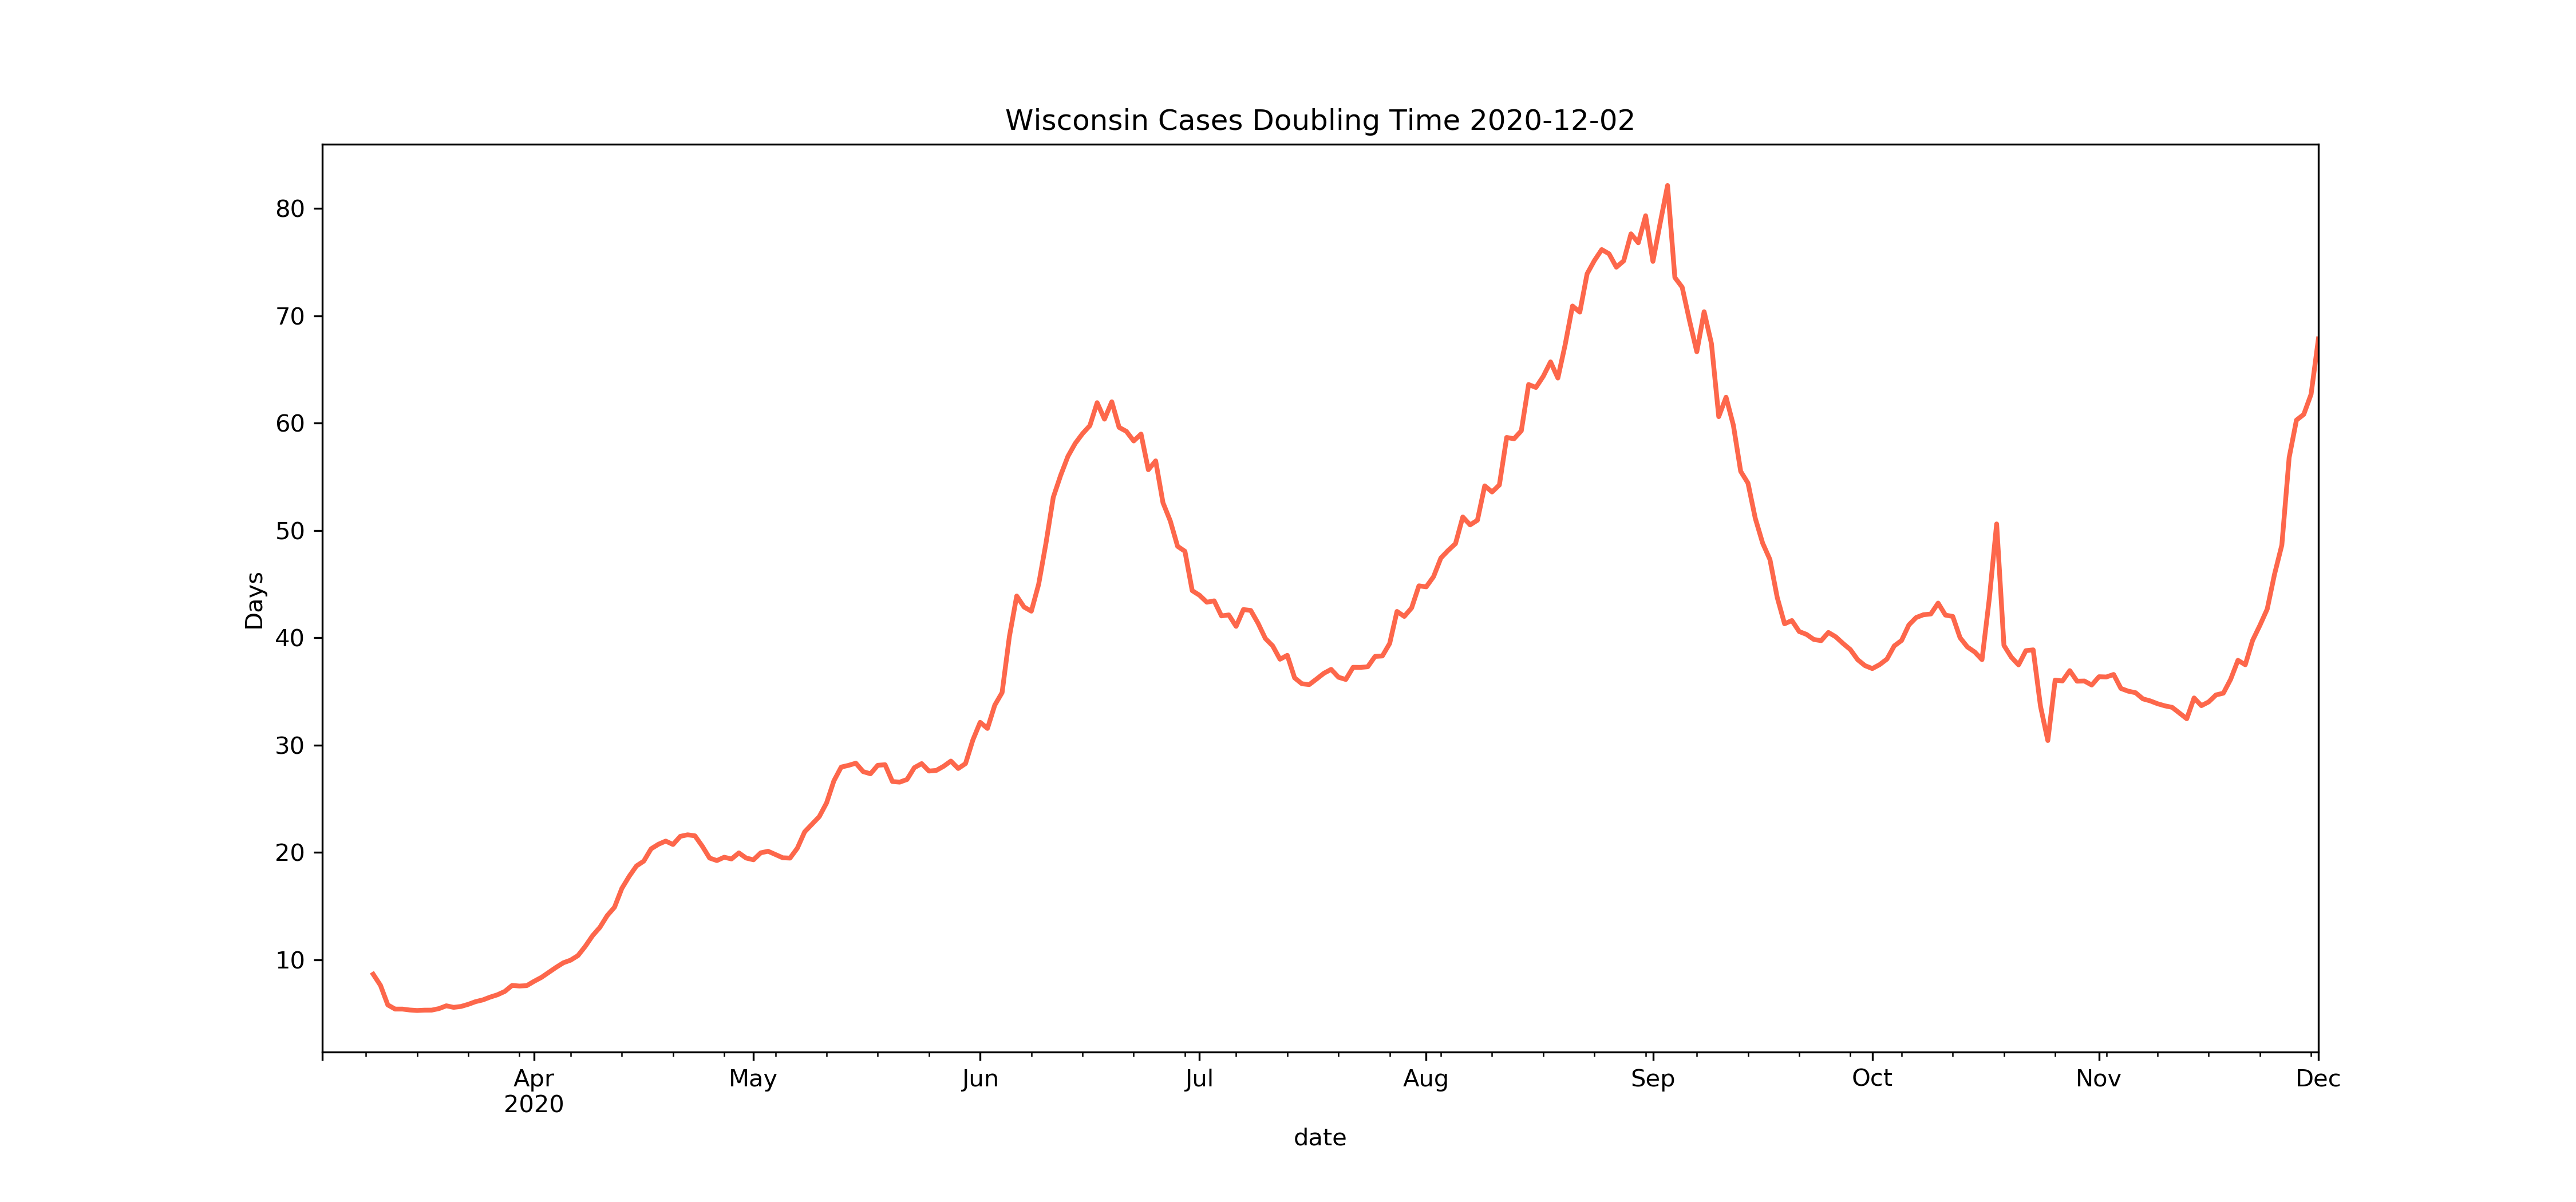 Wisconsin Cases Doubling Time 2020-12-02
80
70
60
50
40
30
20
10
Days
Apr May Jun Jul Aug Sep Oct Nov Dec
2020
date